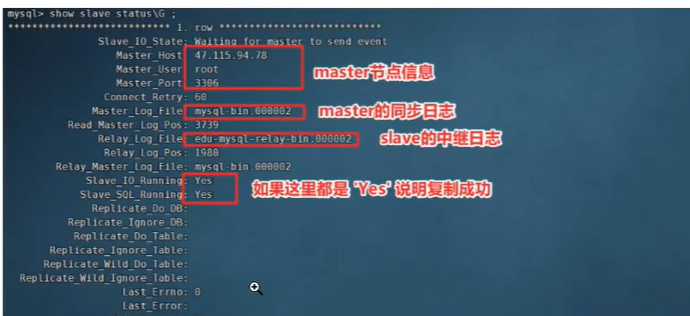 mysql> show slave status\G ;
*************************** 1. row ***************************
Slave_IO_State: Waiting for master to send event
Master_Host: 47.115.94.78
Master_User: root
master节点信息
Master_Port: 3306
Connect_Retry: 60
Master_Log_File: mysql-bin.000002 master的同步日志
Read_Master_Log_Pos: 3739
Relay_Log_File: edu-mysql-relay-bin.000002 slave的中继日志
Relay_Log_Pos: 1980
Relay_Master_Log_File: mysql-bin.000002
Slave_IO_Running: Yes
如果这里都是 'Yes' 说明复制成功
Slave_SQL_Running: Yes
Replicate_Do_DB:
Replicate_Ignore_DB:
Replicate_Do_Table:
Replicate_Ignore_Table:
Replicate_Wild_Do_Table:
Replicate_Wild_Ignore_Table:
Last_Errno: 0
Last_Error: